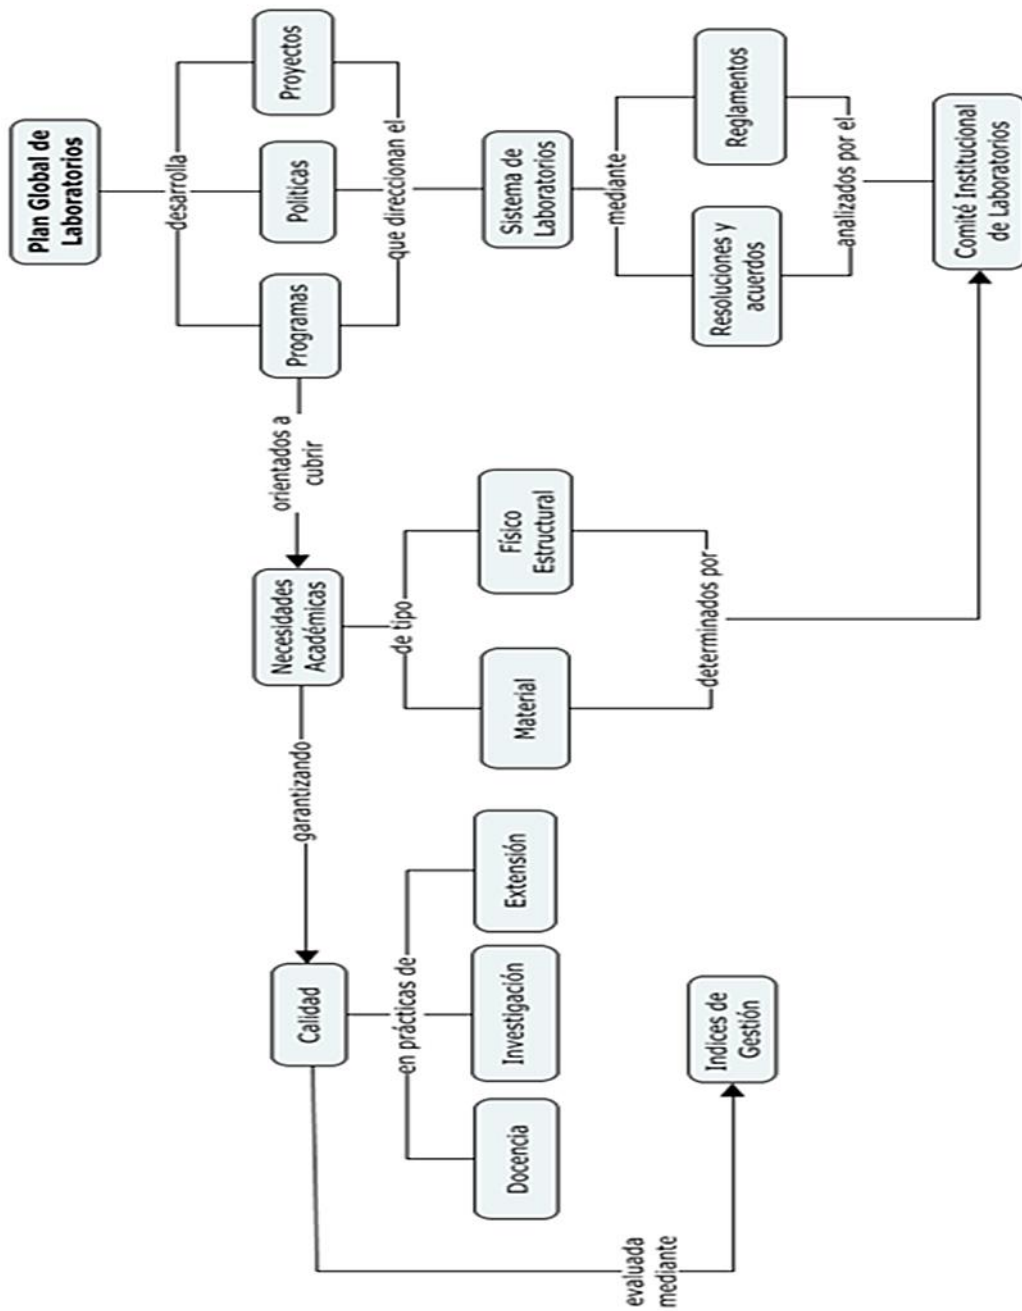 Plan Global de
Laboratorios
desarrolla
Programas
Políticas
Proyectos
que direccionan el
orientados a
cubrir
Sistema de
Laboratorios
mediante
Resoluciones y
acuerdos
Reglamentos
analizados por el
Comité Institucional
de Laboratorios
Necesidades
Académicas
de tipo
Material
Físico
Estructural
determinados por
garantizando
Calidad
en prácticas de
Docencia
Investigación
Extensión
evaluada
mediante
Indices de
Gestión